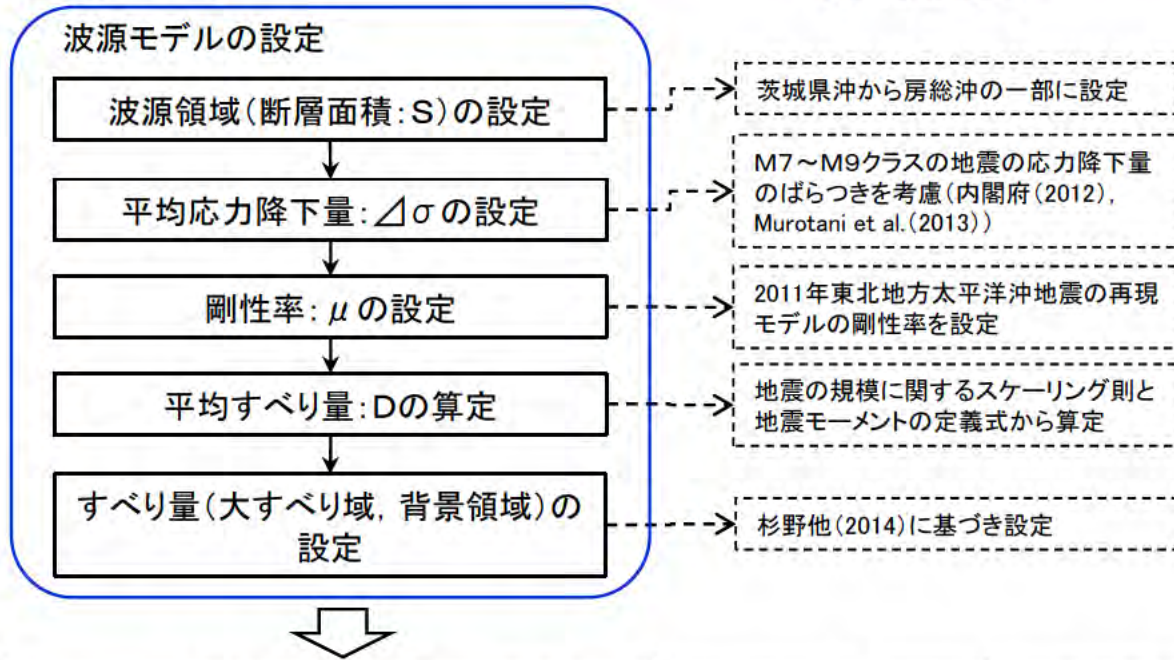 波源モデルの設定
波源領域(断層面積:S)の設定
茨城県沖から房総沖の一部に設定
平均応力降下量:⊿σの設定
M7~M9クラスの地震の応力降下量
のばらつきを考慮(内閣府(2012),
Murotani et al.(2013))
剛性率:μの設定
2011年東北地方太平洋沖地震の再現
モデルの剛性率を設定
平均すべり量:Dの算定
地震の規模に関するスケーリング則と
地震モーメントの定義式から算定
すべり量(大すべり域, 背景領域)の
設定
杉野他(2014)に基づき設定